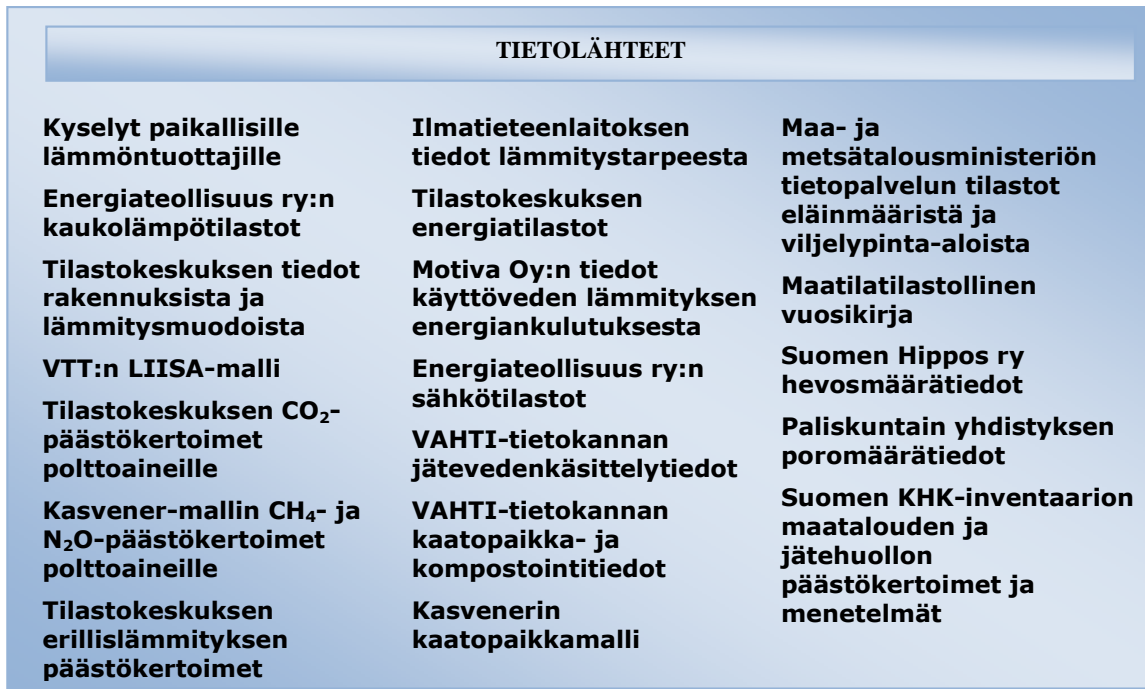 TIETOLÄHTEET
Kyselyt paikallisille
lämmöntuottajille
Energiateollisuus ry:n
kaukolämpötilastot
Tilastokeskuksen tiedot
rakennuksista ja
lämmitysmuodoista
VTT:n LIISA-malli
Tilastokeskuksen CO₂-
päästökertoimet
polttoaineille
Kasvener-mallin CH₄- ja
N₂O-päästökertoimet
polttoaineille
Tilastokeskuksen
erillislämmityksen
päästökertoimet
Ilmatieteenlaitoksen
tiedot lämmitystarpeesta
Tilastokeskuksen
energiatilastot
Motiva Oy:n tiedot
käyttöveden lämmityksen
energiankulutuksesta
Energiateollisuus ry:n
sähkötilastot
VAHTI-tietokannan
jätevedenkäsittelytiedot
VAHTI-tietokannan
kaatopaikka- ja
kompostointitiedot
Kasvenerin
kaatopaikkamalli
Maa- ja
metsätalousministeriön
tietopalvelun tilastot
eläinmääristä ja
viljelypinta-aloista
Maatilatilastollinen
vuosikirja
Suomen Hippos ry
hevosmäärätiedot
Paliskuntain yhdistyksen
poromäärätiedot
Suomen KHK-inventaarion
maatalouden ja
jätehuollon
päästökertoimet ja
menetelmät